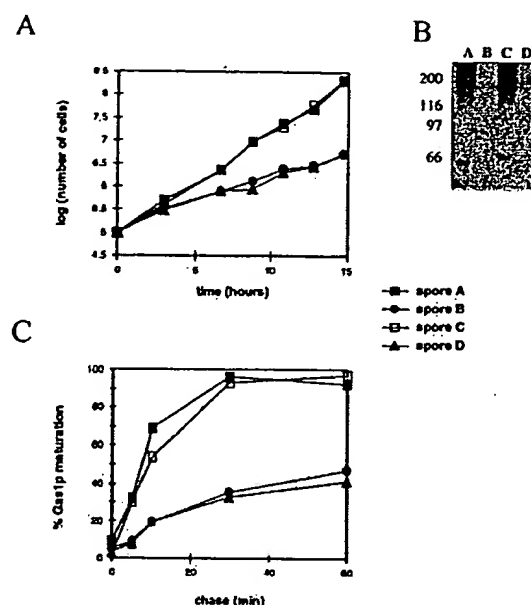 A
B
A B C D
200
116
97
66
8.5
8
7.5
7
6.5
6
5.5
5
4.5
log (number of cells)
0
5
10
15
time (hours)
spore A
spore B
spore C
spore D
C
100
80
60
40
20
0
% Gas1p maturation
0
20
40
60
chase (min)